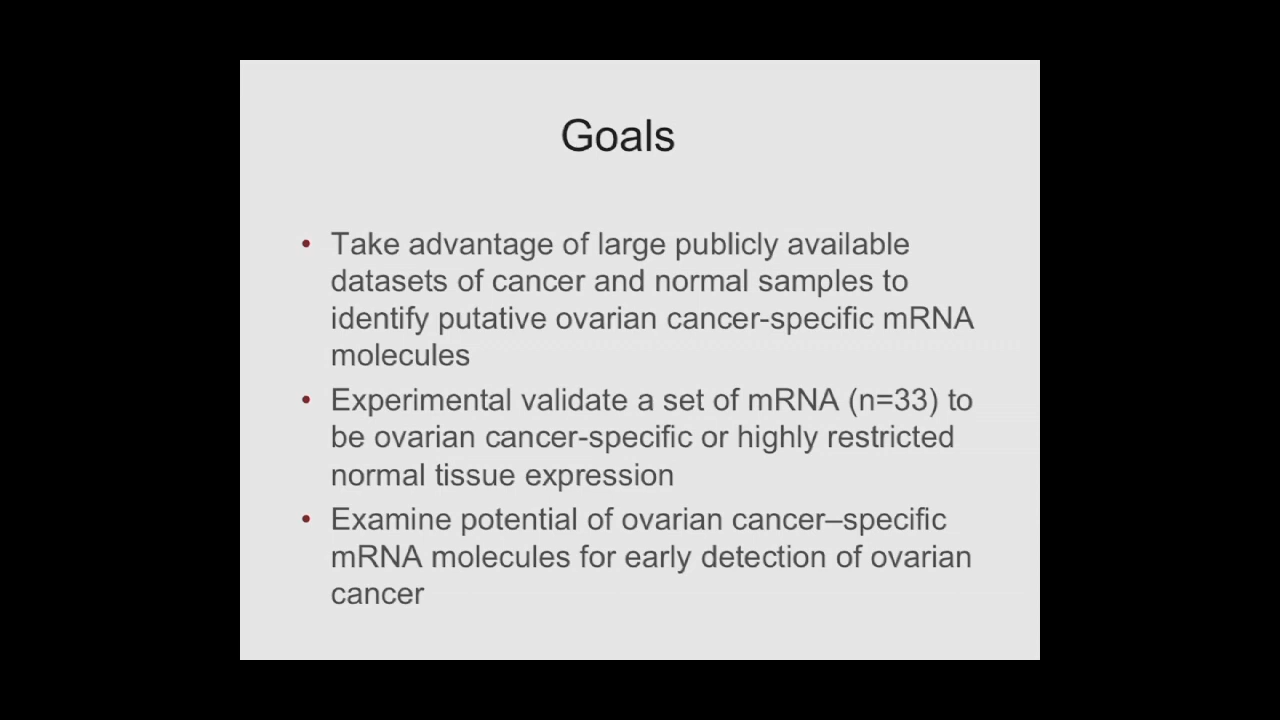 Goals
• Take advantage of large publicly available
datasets of cancer and normal samples to
identify putative ovarian cancer-specific mRNA
molecules
• Experimental validate a set of mRNA (n=33) to
be ovarian cancer-specific or highly restricted
normal tissue expression
• Examine potential of ovarian cancer–specific
mRNA molecules for early detection of ovarian
cancer